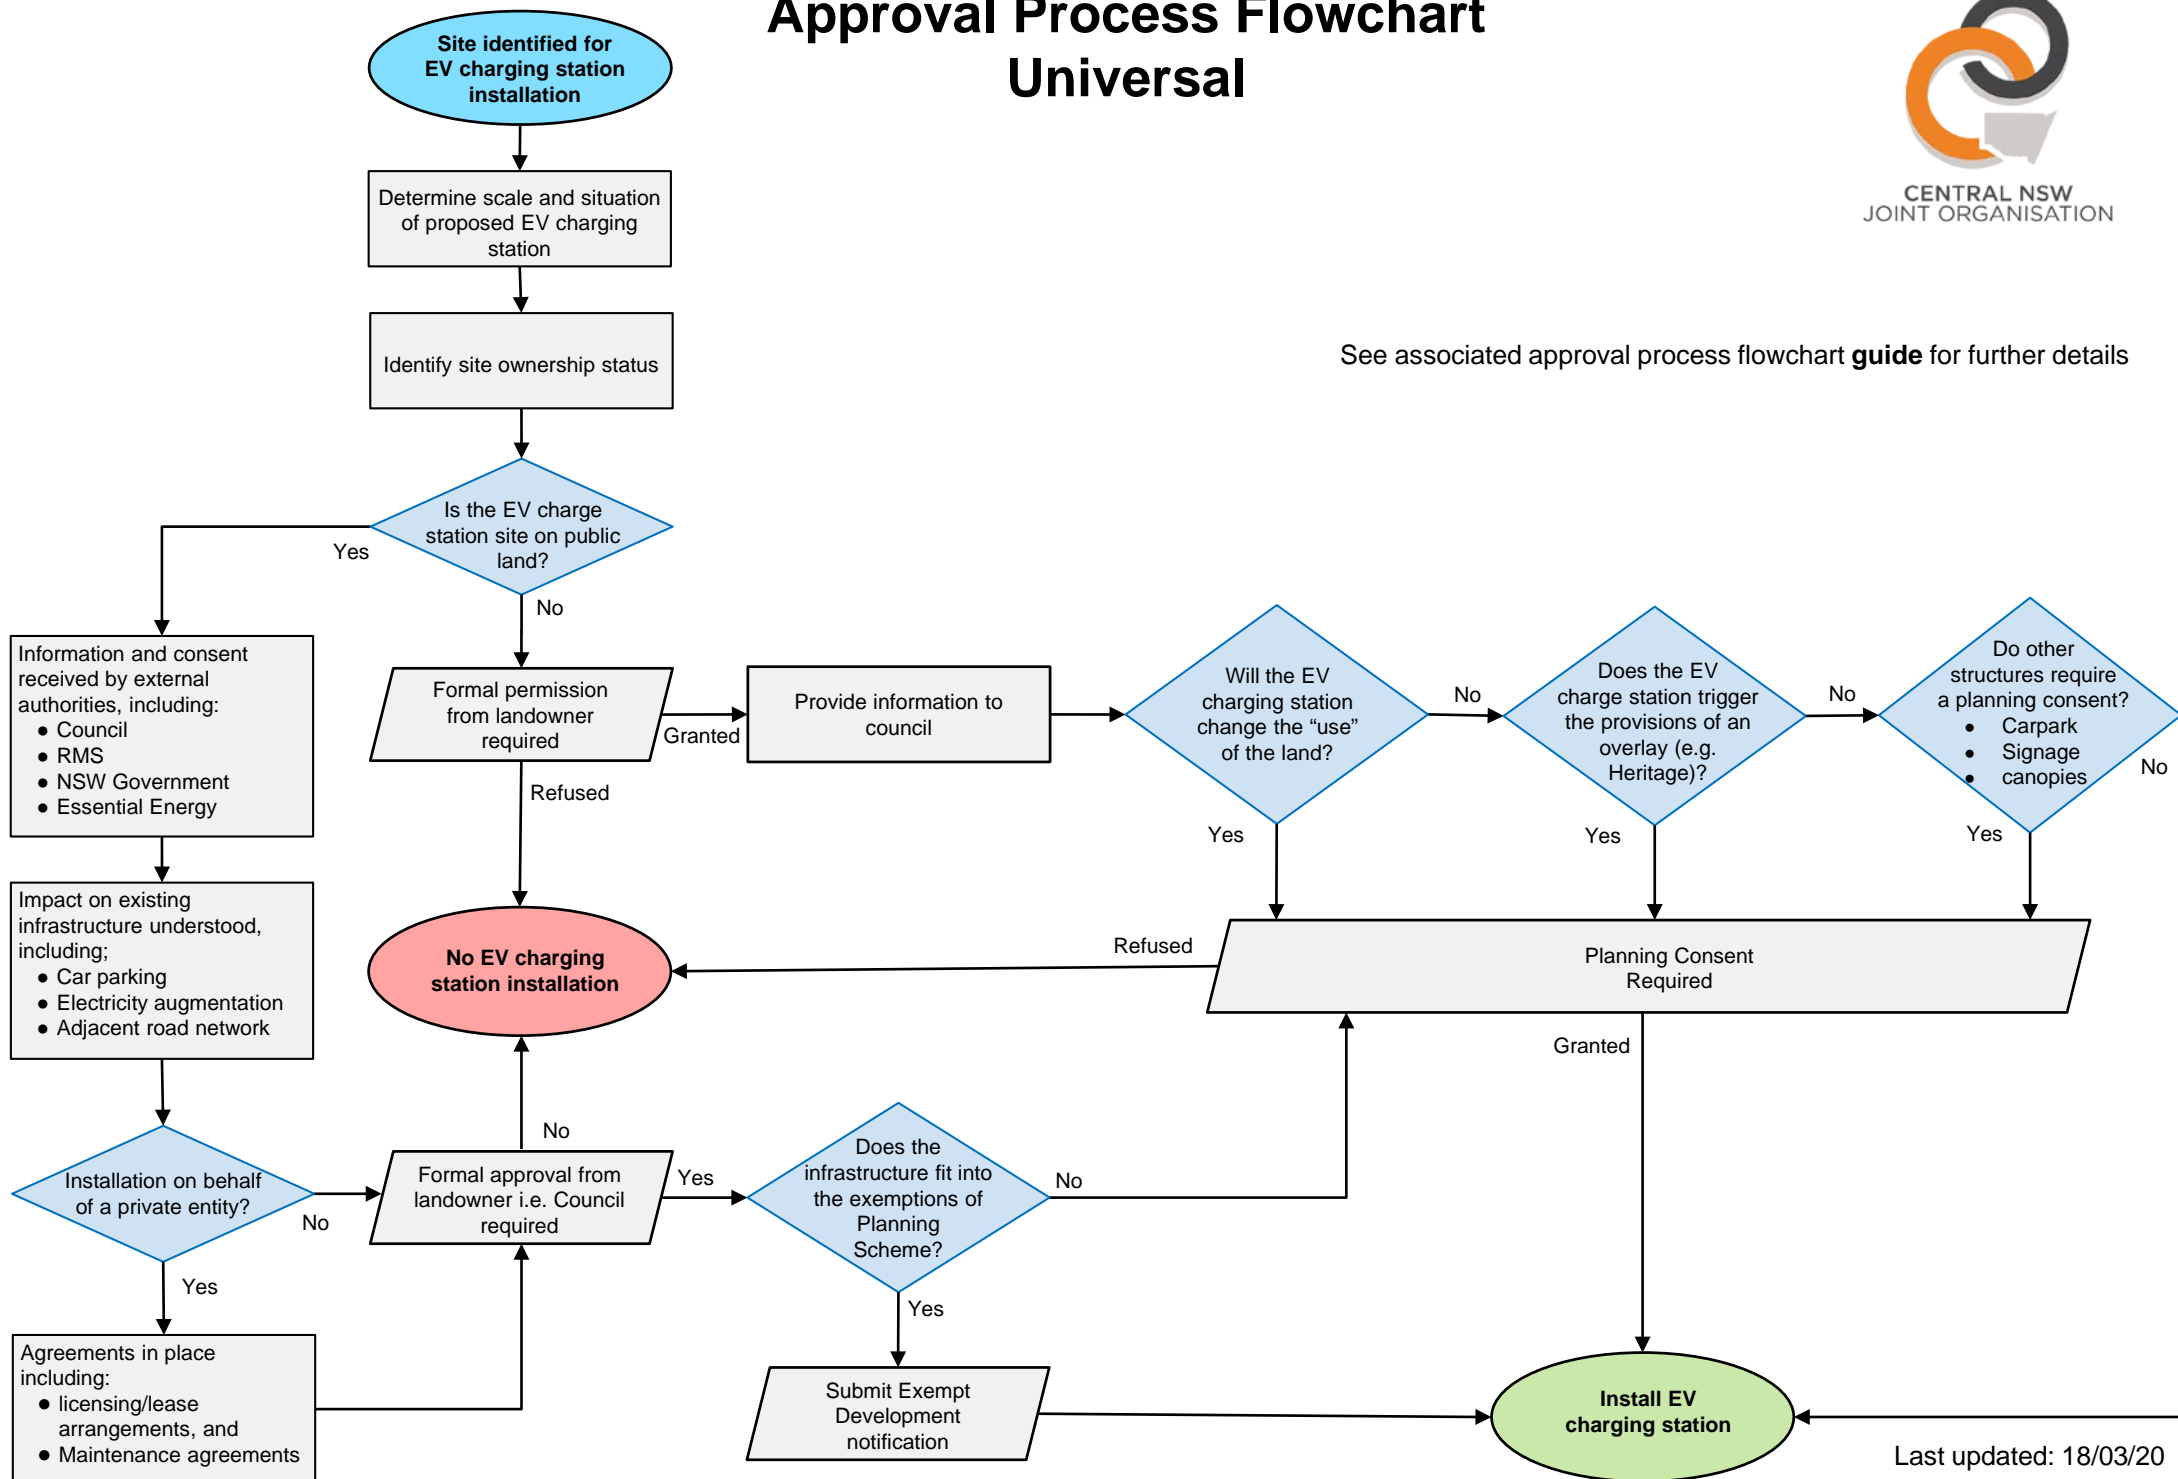 Approval Process Flowchart
Universal
CENTRAL NSW
JOINT ORGANISATION
Site identified for
EV charging station
installation
Determine scale and situation
of proposed EV charging
station
Identify site ownership status
See associated approval process flowchart guide for further details
Is the EV charge
station site on public
land?
Yes
No
Information and consent
received by external
authorities, including:
● Council
● RMS
● NSW Government
● Essential Energy
Formal permission
from landowner
required
Granted
Refused
Provide information to
council
Will the EV
charging station
change the “use”
of the land?
No
Yes
Does the EV
charge station trigger
the provisions of an
overlay (e.g.
Heritage)?
No
Yes
Do other
structures require
a planning consent?
● Carpark
● Signage
● canopies
No
Yes
Impact on existing
infrastructure understood,
including;
● Car parking
● Electricity augmentation
● Adjacent road network
No EV charging
station installation
Refused
Planning Consent
Required
Granted
Installation on behalf
of a private entity?
No
Yes
No
Formal approval from
landowner i.e. Council
required
Yes
Does the
infrastructure fit into
the exemptions of
Planning
Scheme?
No
Yes
Agreements in place
including:
● licensing/lease
arrangements, and
● Maintenance agreements
Submit Exempt
Development
notification
Install EV
charging station
Last updated: 18/03/20